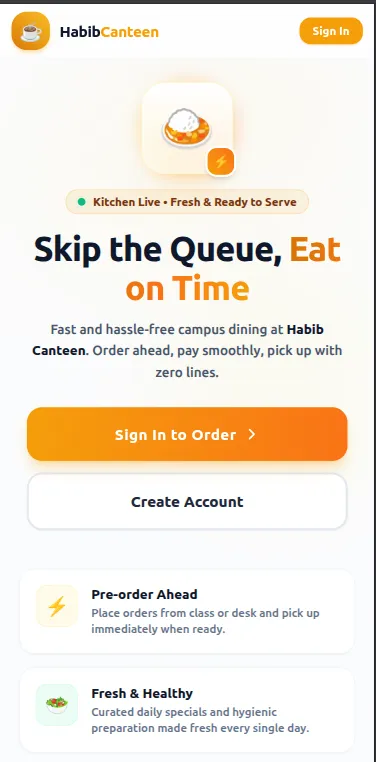 HabibCanteen
Sign In
Kitchen Live • Fresh & Ready to Serve
Skip the Queue, Eat
on Time
Fast and hassle-free campus dining at Habib
Canteen. Order ahead, pay smoothly, pick up with
zero lines.
Sign In to Order
Create Account
Pre-order Ahead
Place orders from class or desk and pick up
immediately when ready.
Fresh & Healthy
Curated daily specials and hygienic
preparation made fresh every single day.